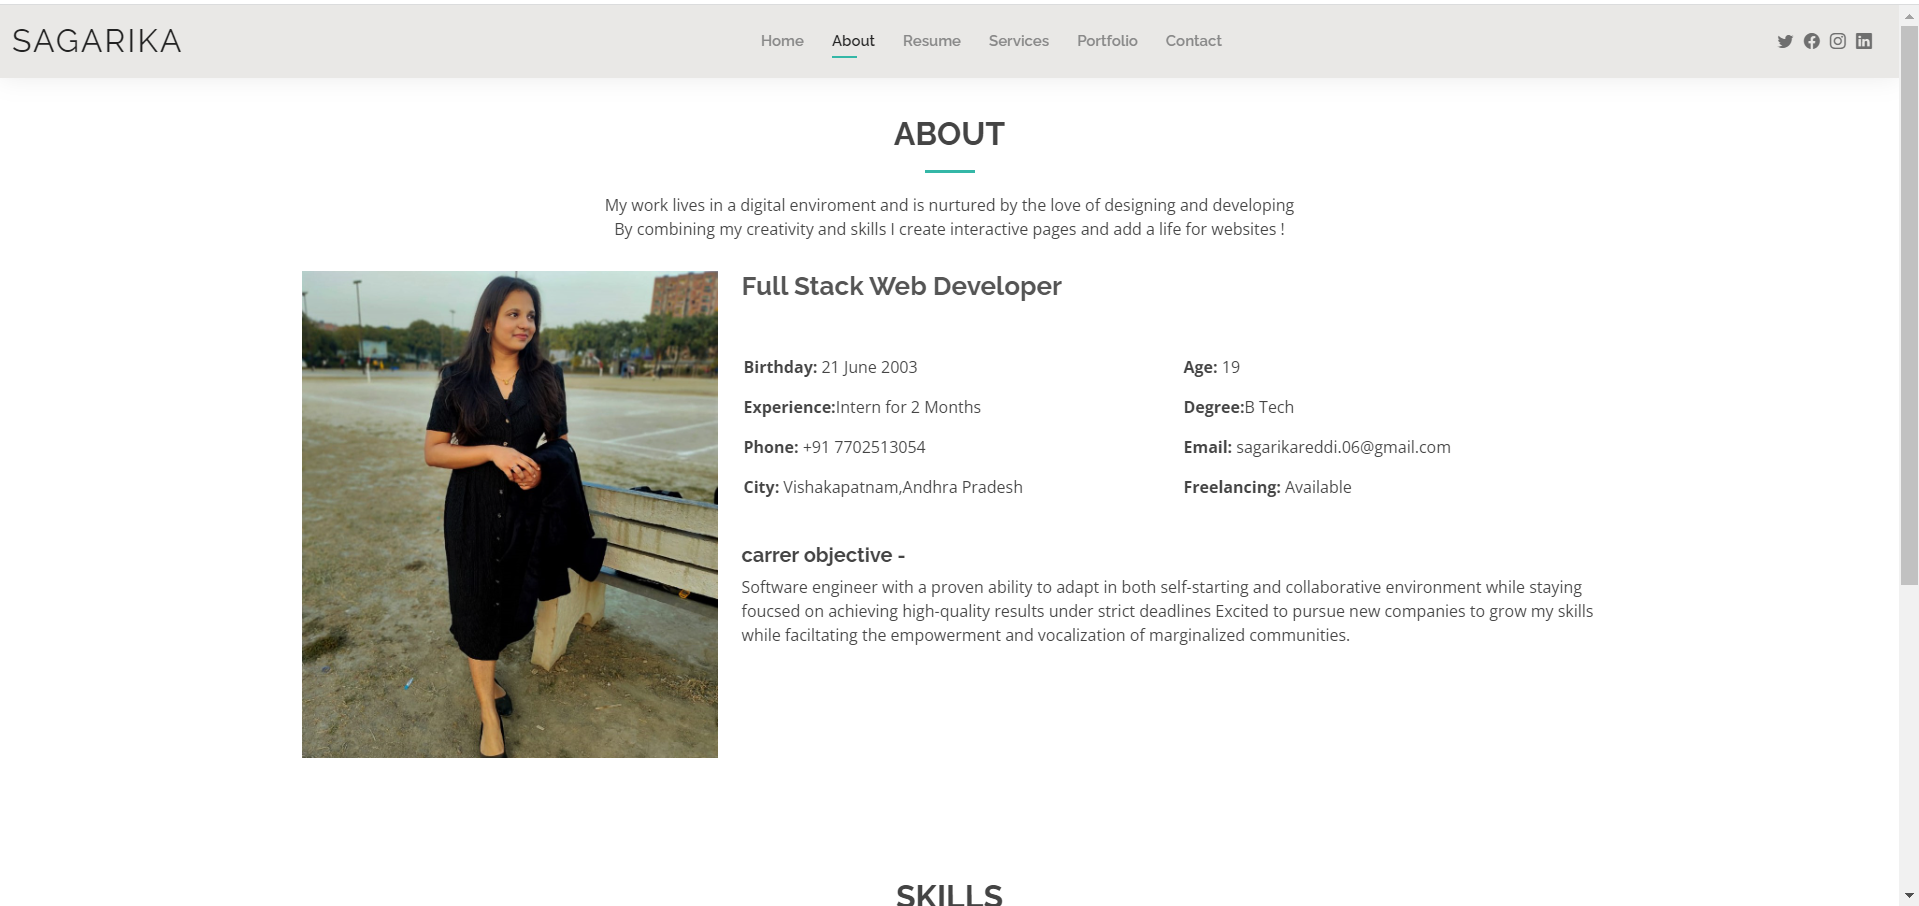 SAGARIKA
Home About Resume Services Portfolio Contact
ABOUT
My work lives in a digital enviroment and is nurtured by the love of designing and developing
By combining my creativity and skills I create interactive pages and add a life for websites !
Full Stack Web Developer
Birthday: 21 June 2003
Age: 19
Experience:Intern for 2 Months
Degree:B Tech
Phone: +91 7702513054
Email: sagarikareddi.06@gmail.com
City: Vishakapatnam,Andhra Pradesh
Freelancing: Available
carrer objective -
Software engineer with a proven ability to adapt in both self-starting and collaborative environment while staying
foucsed on achieving high-quality results under strict deadlines Excited to pursue new companies to grow my skills
while faciltating the empowerment and vocalization of marginalized communities.
SKILLS